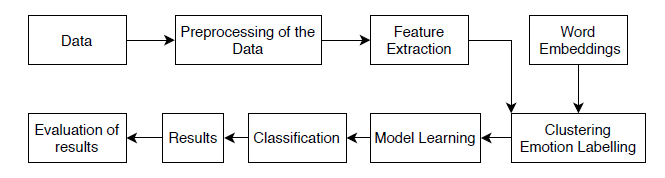 Data
Preprocessing of the
Data
Feature
Extraction
Word
Embeddings
Clustering
Emotion Labelling
Model Learning
Classification
Results
Evaluation of
results